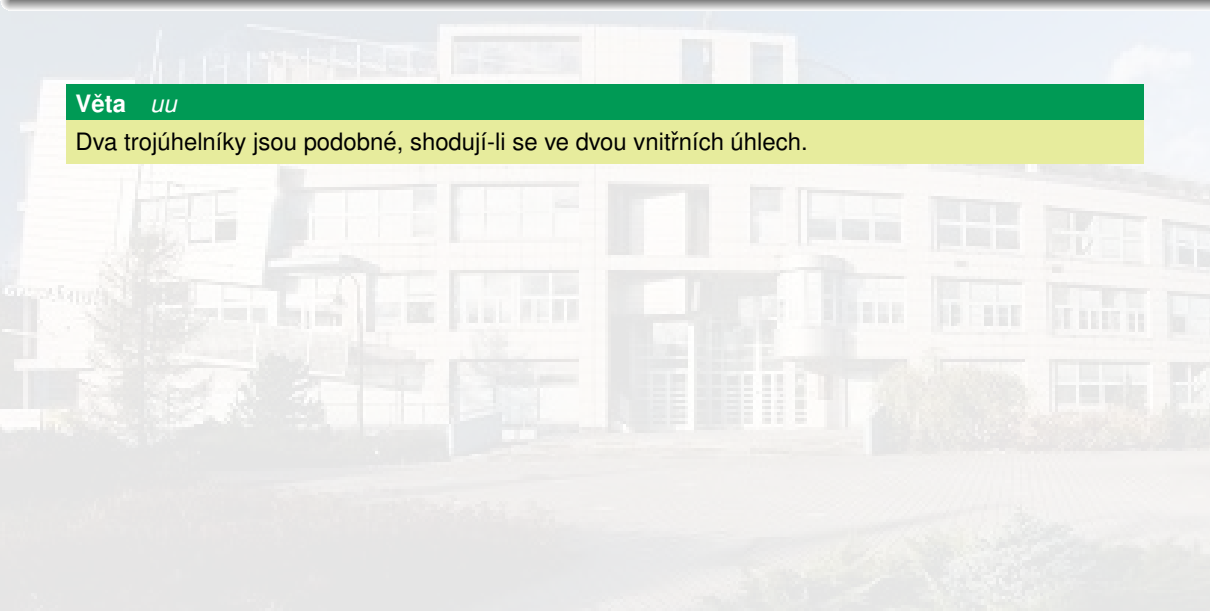 Věta uu
Dva trojúhelníky jsou podobné, shodují-li se ve dvou vnitřních úhlech.